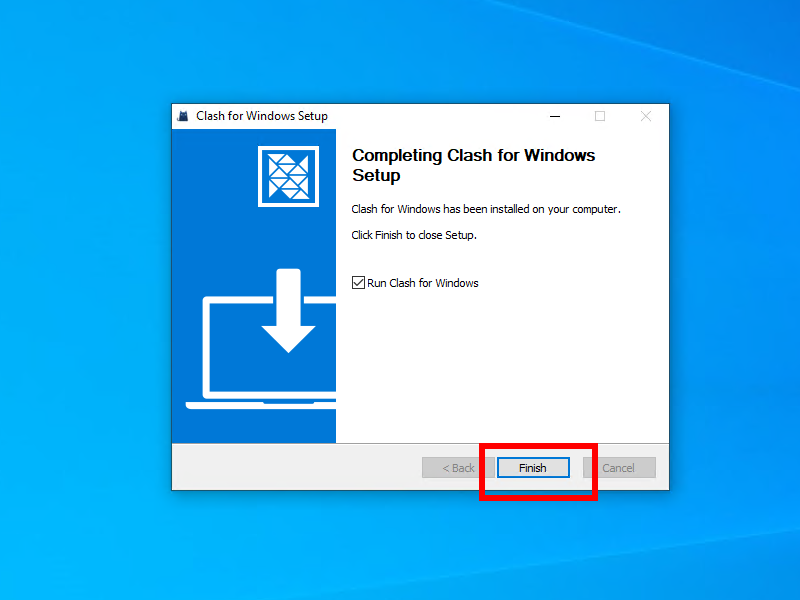 Clash for Windows Setup
Completing Clash for Windows
Setup
Clash for Windows has been installed on your computer.
Click Finish to close Setup.
Run Clash for Windows
< Back
Finish
Cancel